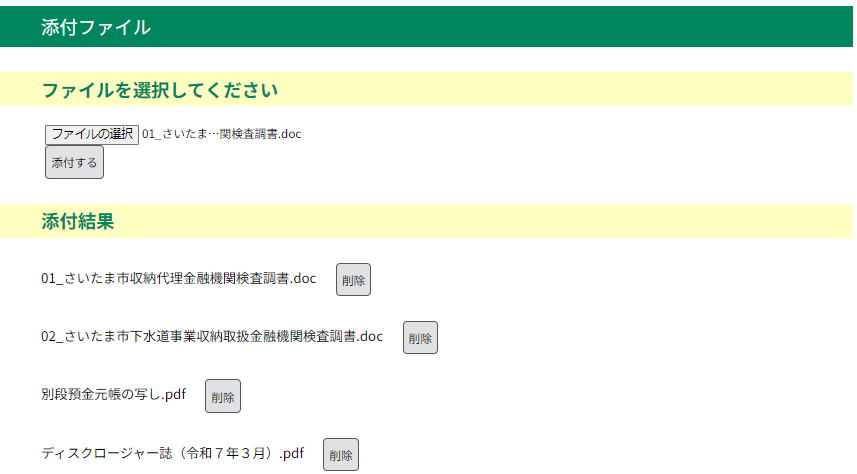 添付ファイル
ファイルを選択してください
ファイルの選択 01_さいたま…関検査調書.doc
添付する
添付結果
01_さいたま市収納代理金融機関検査調書.doc 削除
02_さいたま市下水道事業収納取扱金融機関検査調書.doc 削除
別段預金元帳の写し.pdf 削除
ディスクロージャー誌（令和７年３月）.pdf 削除